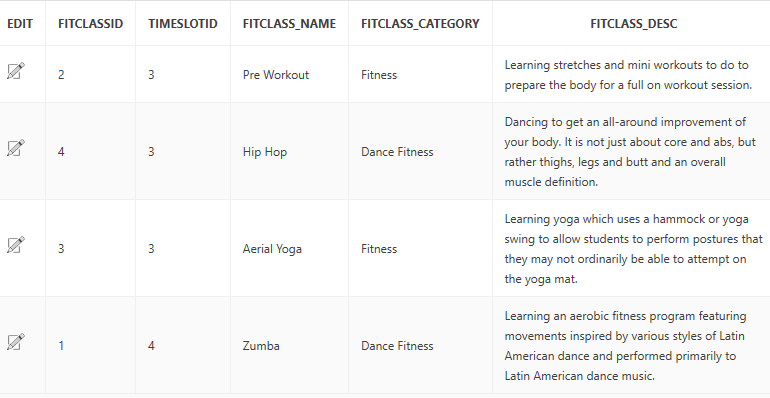 EDIT FITCLASSID TIMESLOTID FITCLASS_NAME FITCLASS_CATEGORY FITCLASS_DESC
2 3 Pre Workout Fitness Learning stretches and mini workouts to do to
prepare the body for a full on workout session.
4 3 Hip Hop Dance Fitness Dancing to get an all-around improvement of
your body. It is not just about core and abs, but
rather thighs, legs and butt and an overall
muscle definition.
3 3 Aerial Yoga Fitness Learning yoga which uses a hammock or yoga
swing to allow students to perform postures that
they may not ordinarily be able to attempt on
the yoga mat.
1 4 Zumba Dance Fitness Learning an aerobic fitness program featuring
movements inspired by various styles of Latin
American dance and performed primarily to
Latin American dance music.